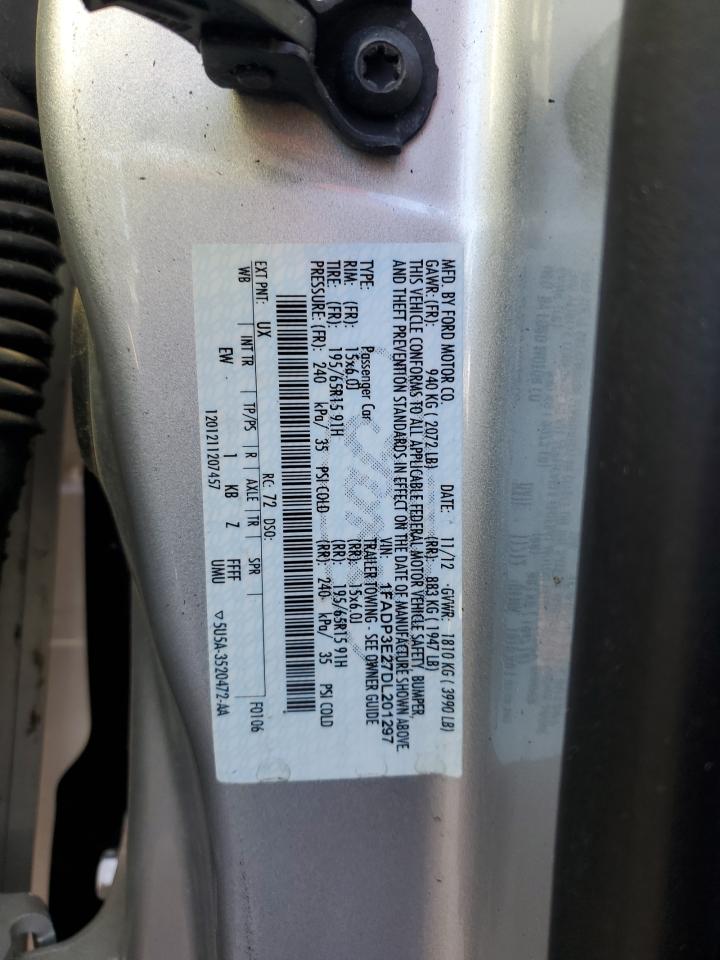 MFD. BY FORD MOTOR CO. DATE: 11/12 GVWR: 1810 KG ( 3990 LB)
GAWR: (FR) 940 KG ( 2072 LB) (RR): 883 KG ( 1947 LB)
THIS VEHICLE CONFORMS TO ALL APPLICABLE FEDERAL MOTOR VEHICLE SAFETY, BUMPER,
AND THEFT PREVENTION STANDARDS IN EFFECT ON THE DATE OF MANUFACTURE SHOWN ABOVE.
VIN: 1FADP3E27DL201297
TYPE: Passenger Car TRAILER TOWING - SEE OWNER GUIDE
RIM: (FR): 15x6.0J (RR): 15x6.0J
TIRE: (FR): 195/65R15 91H (RR): 195/65R15 91H
PRESSURE: (FR): 240 kPa/ 35 PSI COLD (RR): 240 kPa/ 35 PSI COLD
EXT PNT: UX RC: 72 DSO: F0106
WB INT TR TP/PS R AXLE TR SPR
EW 1 KB Z FFFF UMU
1201211207457 ▽5U5A-3520472-AA